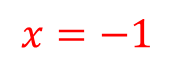 x = −1